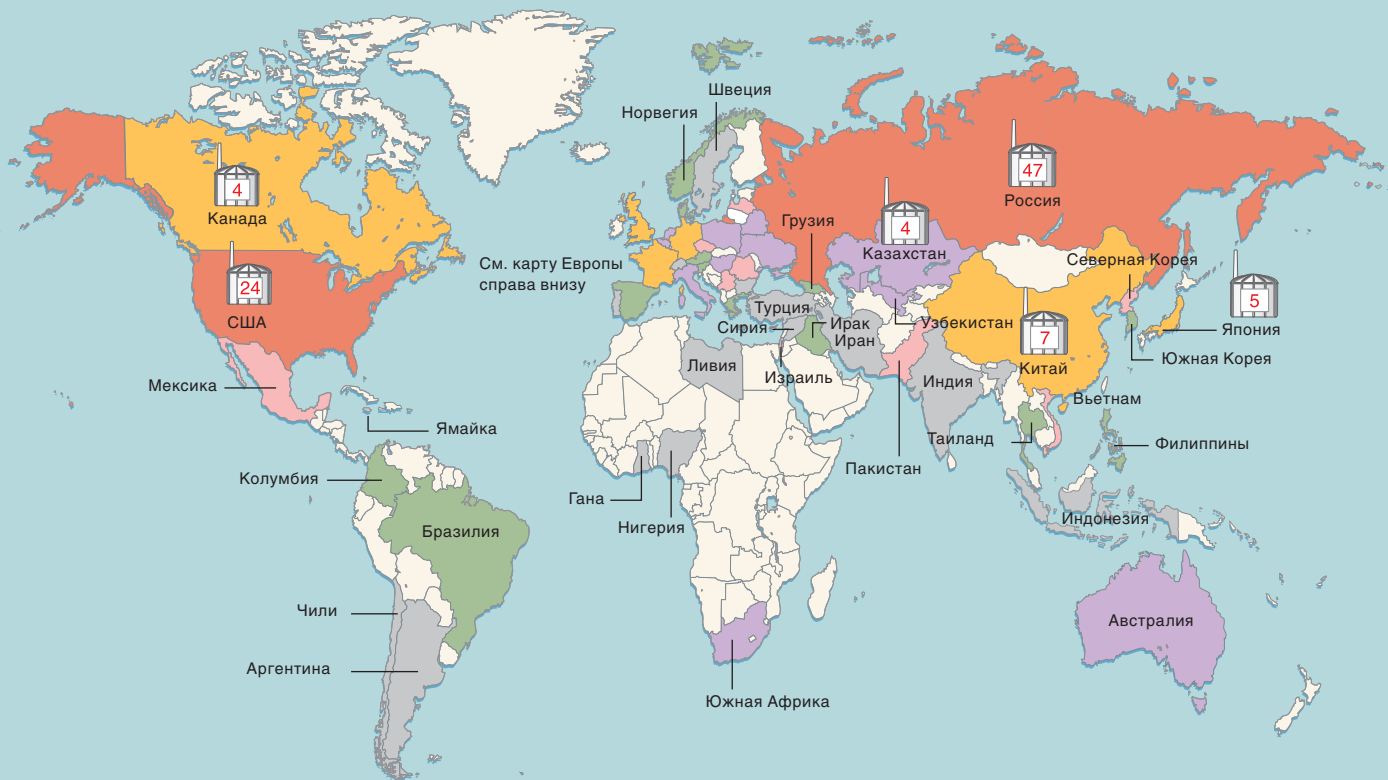 Швеция
Норвегия
47
Россия
4
Канада
Грузия
4
Казахстан
См. карту Европы
справа внизу
Северная Корея
24
США
5
Япония
Турция
Сирия
Ирак
Иран
Узбекистан
7
Китай
Южная Корея
Ливия
Израиль
Индия
Мексика
Вьетнам
Ямайка
Таиланд
Филиппины
Пакистан
Колумбия
Гана
Нигерия
Индонезия
Бразилия
Чили
Австралия
Аргентина
Южная Африка